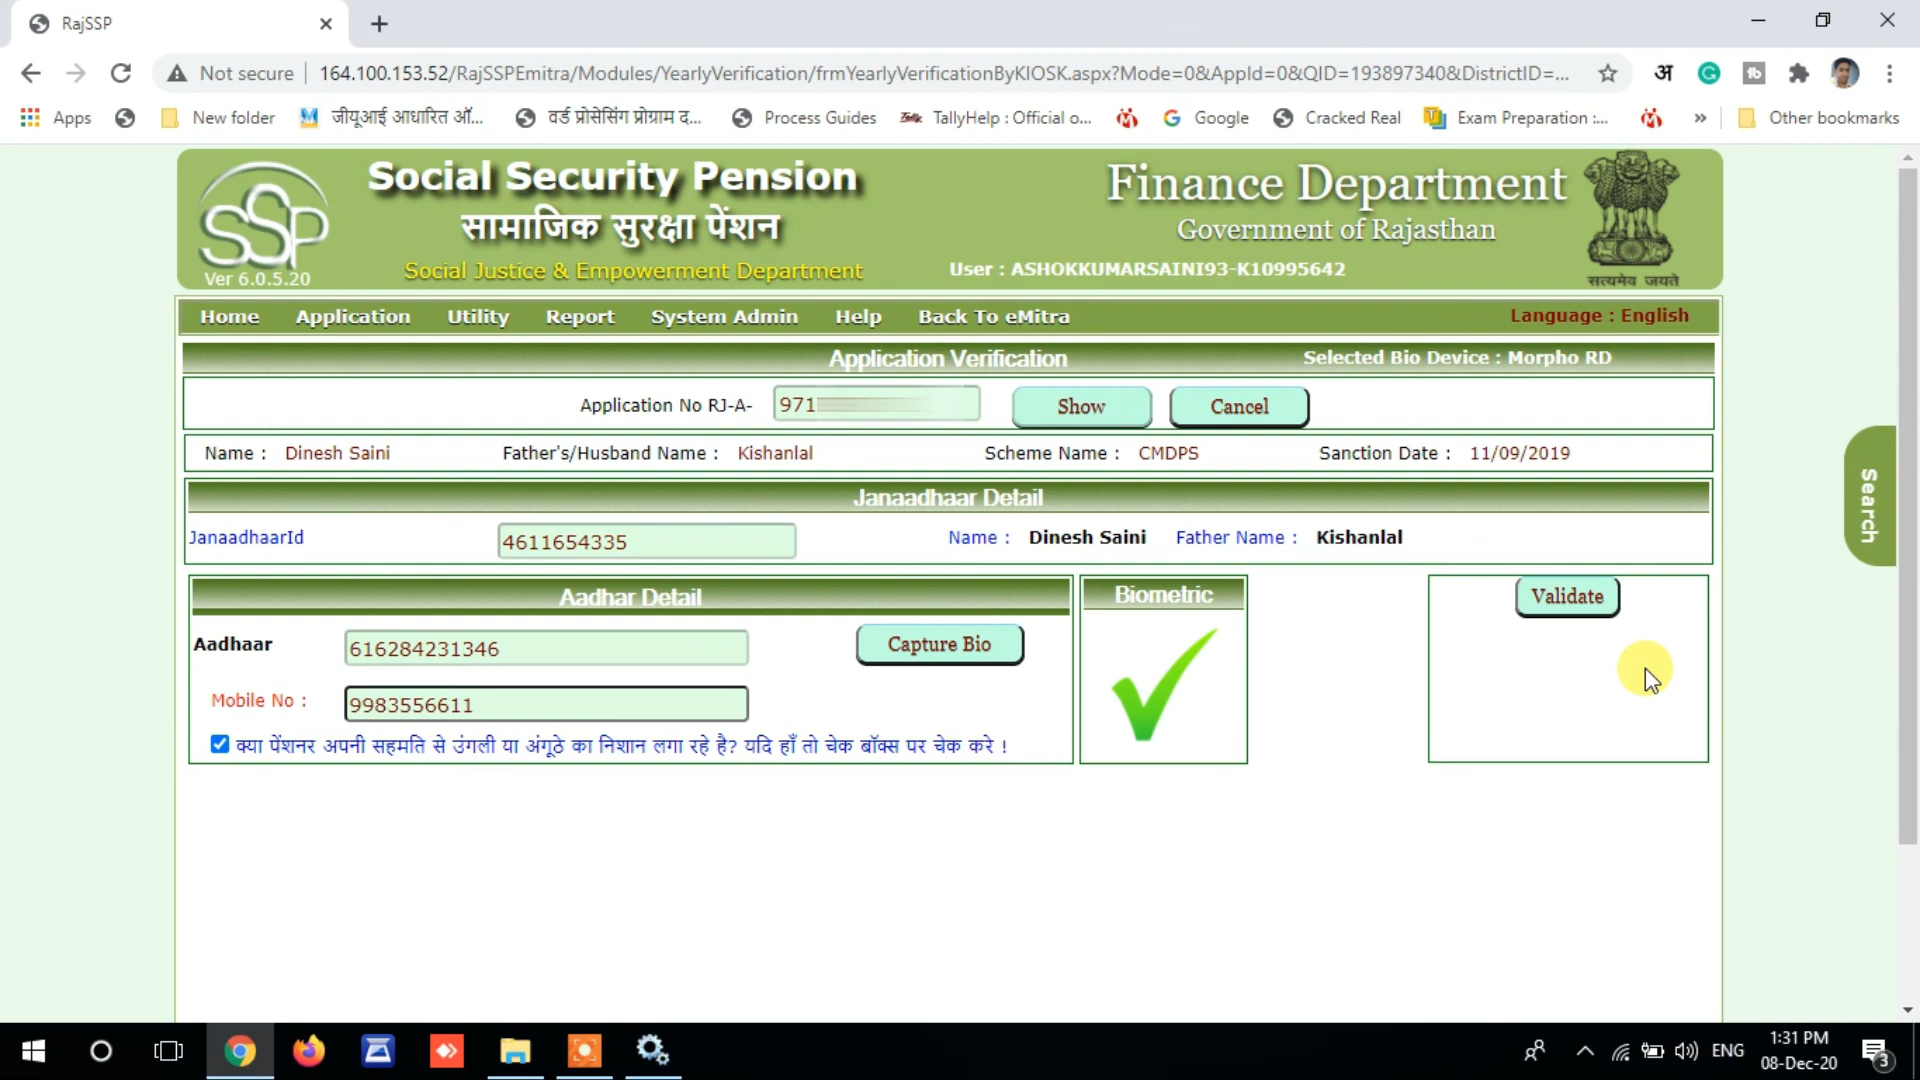 RajSSP
Not secure 164.100.153.52/RajSSPEmitra/Modules/YearlyVerification/frmYearlyVerificationByKIOSK.aspx?Mode=0&AppId=0&QID=193897340&DistrictID=... अ
Apps New folder जीयूआई आधारित ऑ... वर्ड प्रोसेसिंग प्रोग्राम द... Process Guides TallyHelp : Official o... Google Cracked Real Exam Preparation :... » Other bookmarks
Social Security Pension
सामाजिक सुरक्षा पेंशन
Social Justice & Empowerment Department
SSP
Ver 6.0.5.20
Finance Department
Government of Rajasthan
User : ASHOKKUMARSAINI93-K10995642
सत्यमेव जयते
Home Application Utility Report System Admin Help Back To eMitra Language : English
Application Verification Selected Bio Device : Morpho RD
Application No RJ-A- 971 Show Cancel
Name : Dinesh Saini Father's/Husband Name : Kishanlal Scheme Name : CMDPS Sanction Date : 11/09/2019
Janaadhaar Detail
JanaadhaarId 4611654335 Name : Dinesh Saini Father Name : Kishanlal
Aadhar Detail Biometric Validate
Aadhaar 616284231346 Capture Bio
Mobile No : 9983556611
क्या पेंशनर अपनी सहमति से उंगली या अंगूठे का निशान लगा रहे है? यदि हाँ तो चेक बॉक्स पर चेक करे !
Search
ENG 1:31 PM
08-Dec-20 3